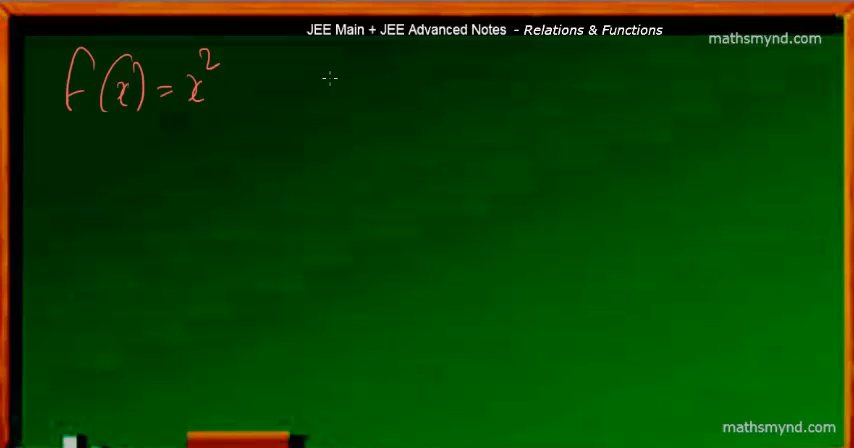 JEE Main + JEE Advanced Notes - Relations & Functions
mathsmynd.com
f(x) = x²
mathsmynd.com